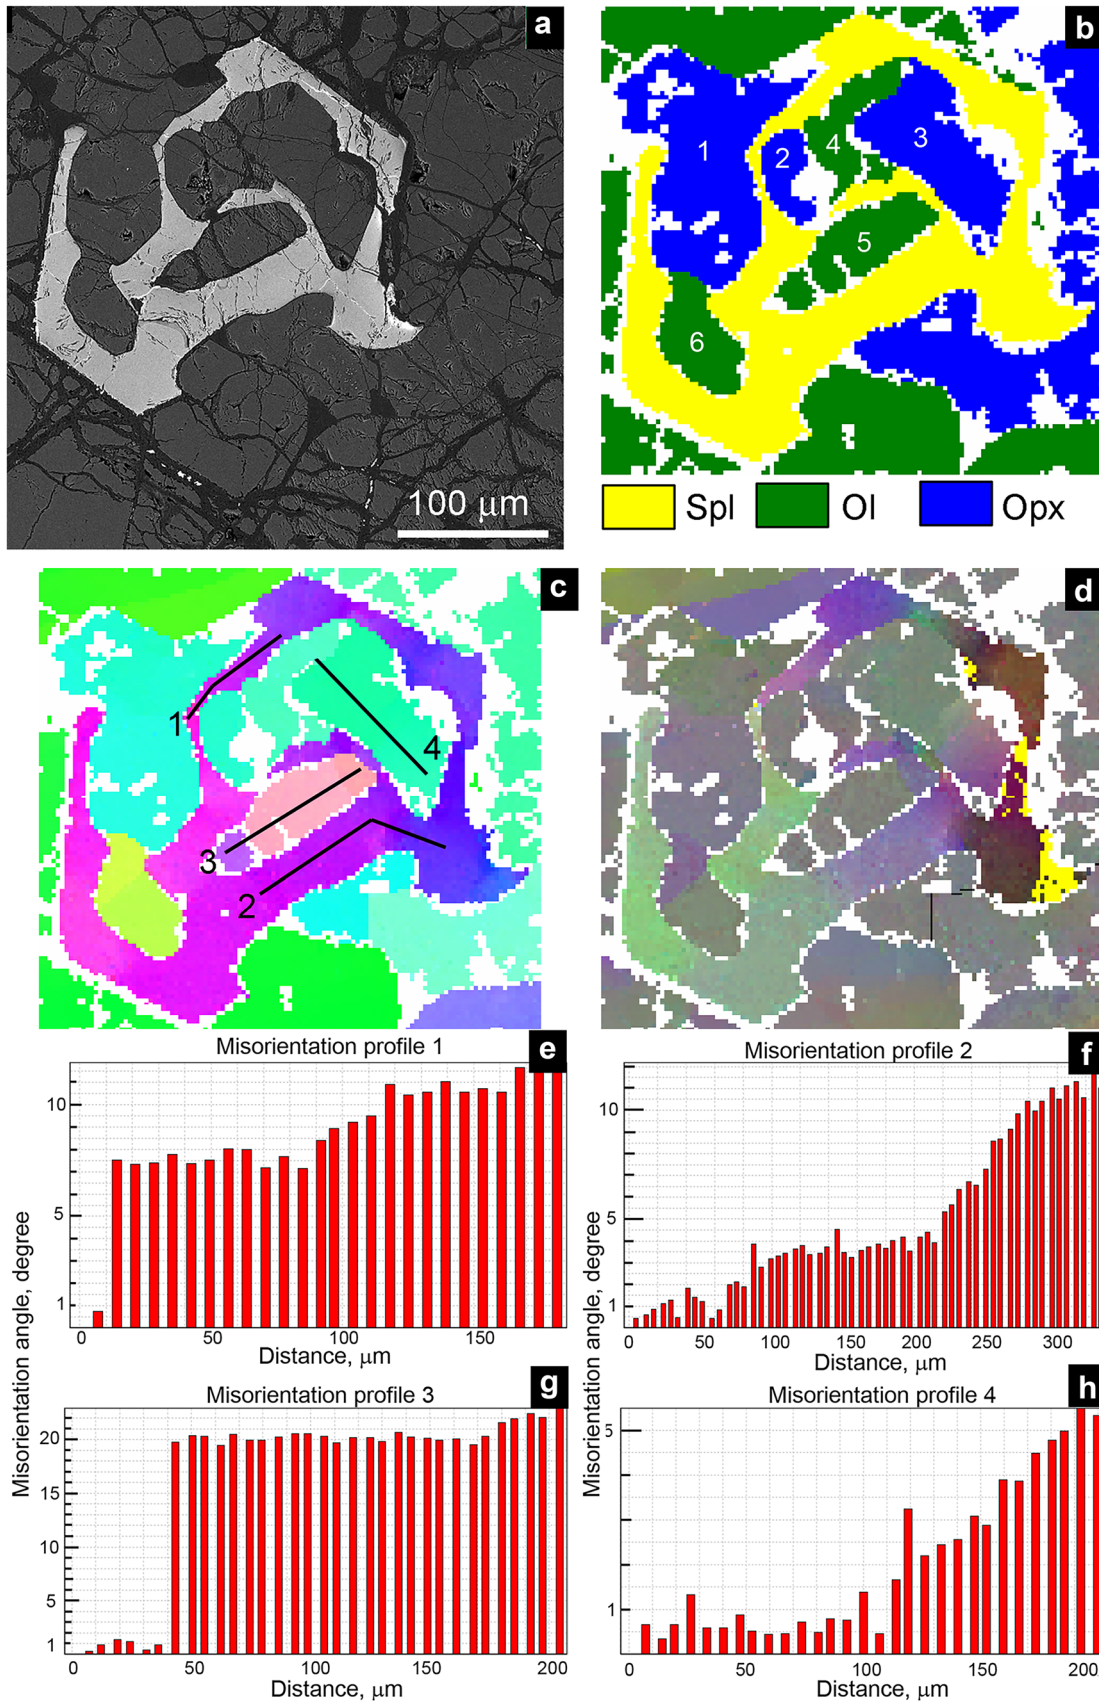 a
100 μm
b
1
2
3
4
5
6
Spl
Ol
Opx
c
1
2
3
4
d
Misorientation profile 1
e
10
5
1
0
50
100
150
Distance, μm
Misorientation profile 2
f
10
5
1
0
50
100
150
200
250
300
Distance, μm
Misorientation angle, degree
Misorientation profile 3
g
20
15
10
5
1
0
50
100
150
200
Distance, μm
Misorientation angle, degree
Misorientation profile 4
h
5
1
0
50
100
150
200
Distance, μm